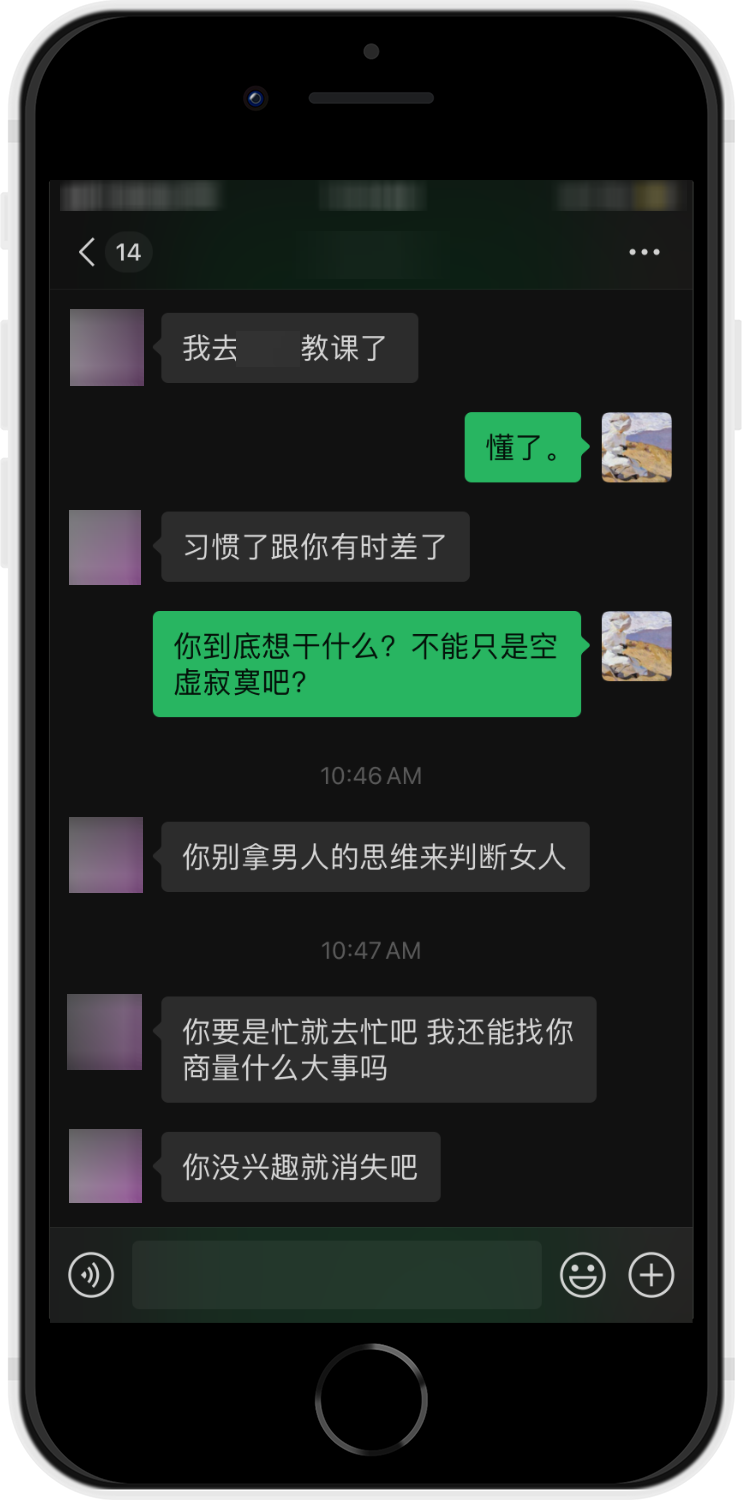 14
我去 教课了
懂了。
习惯了跟你有时差了
你到底想干什么？不能只是空
虚寂寞吧？
10:46 AM
你别拿男人的思维来判断女人
10:47 AM
你要是忙就去忙吧 我还能找你
商量什么大事吗
你没兴趣就消失吧